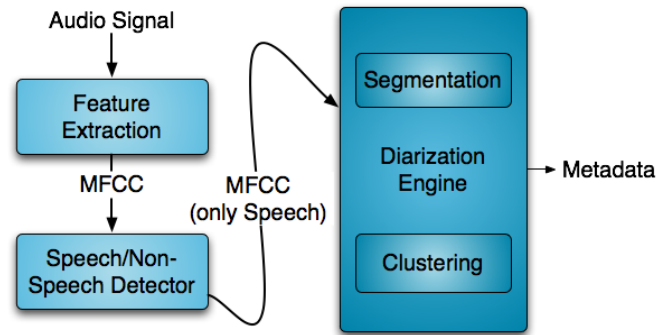 Audio Signal
Feature
Extraction
MFCC
Speech/Non-
Speech Detector
MFCC
(only Speech)
Segmentation
Diarization
Engine
Clustering
Metadata